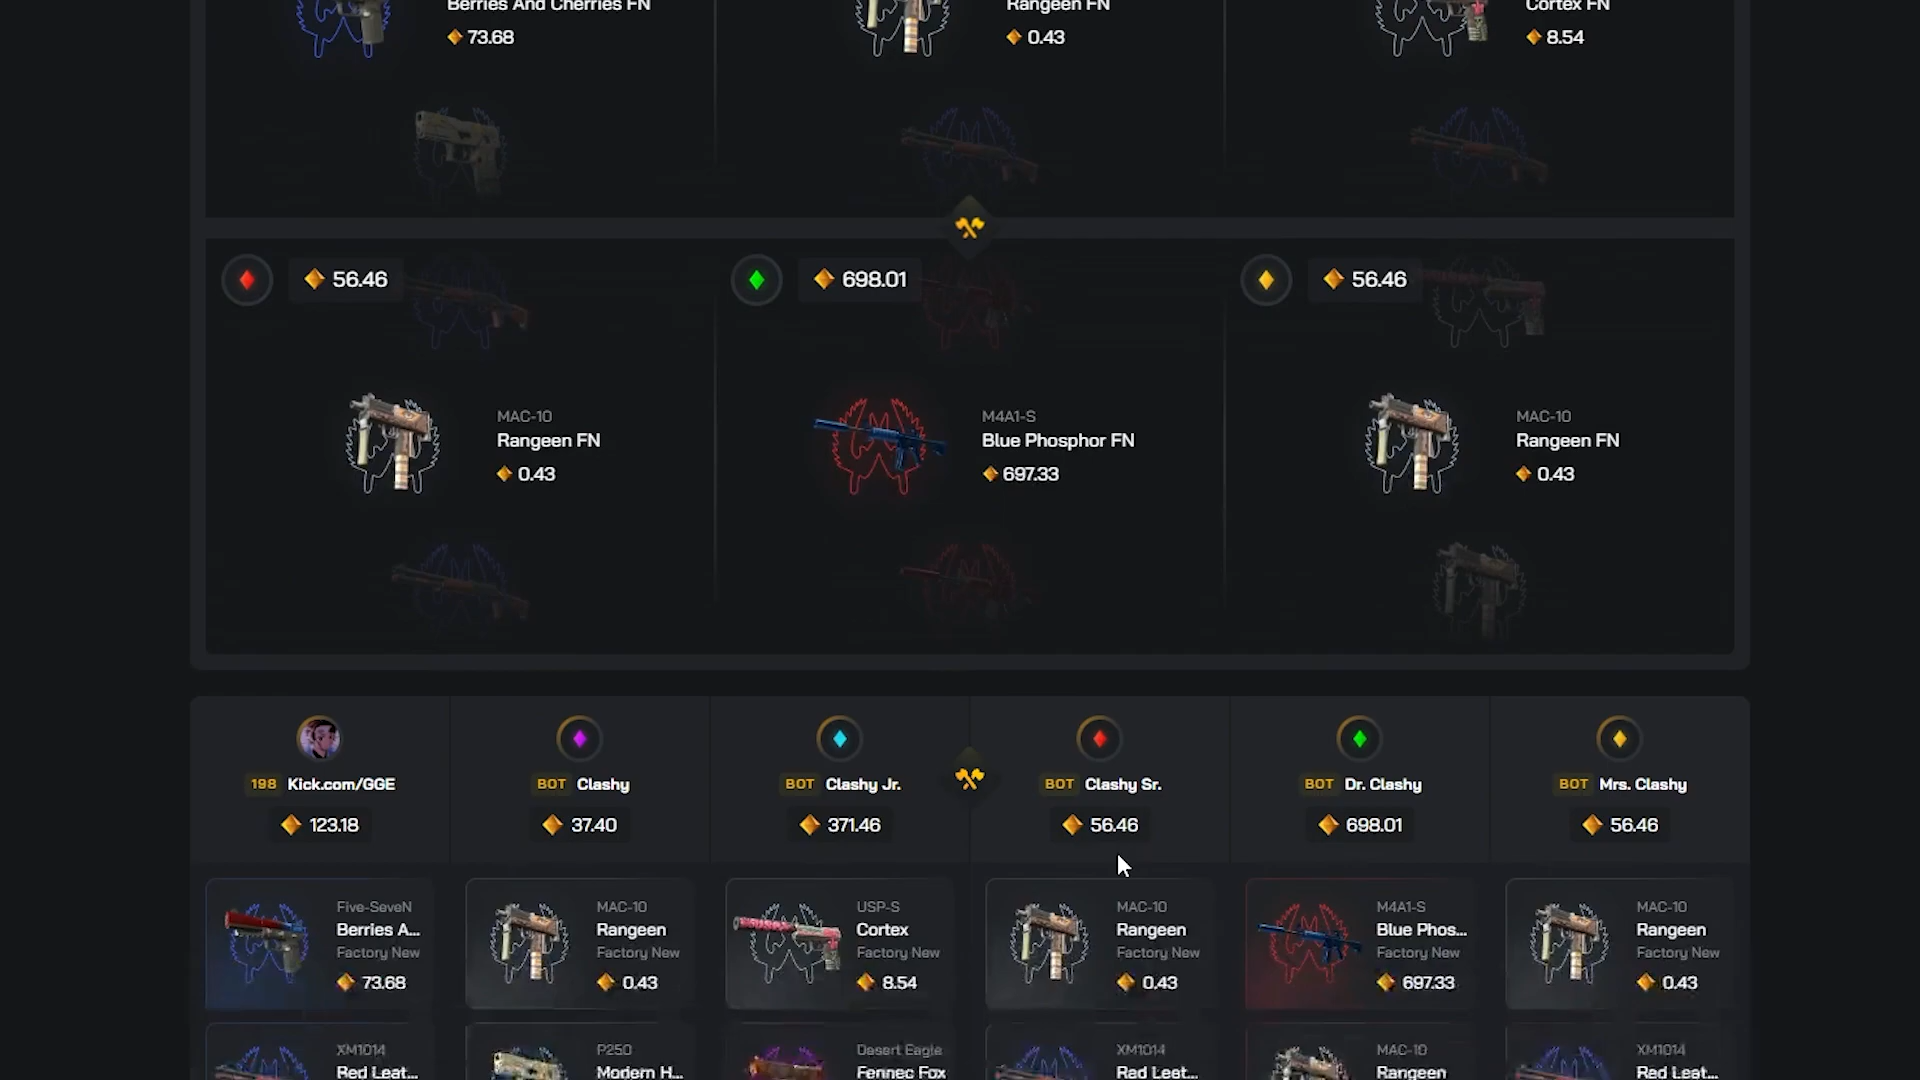 Berries And Cherries FN
73.68
Rangeen FN
0.43
Cortex FN
8.54
56.46
698.01
56.46
MAC-10
Rangeen FN
0.43
M4A1-S
Blue Phosphor FN
697.33
MAC-10
Rangeen FN
0.43
198 Kick.com/GGE
123.18
BOT Clashy
37.40
BOT Clashy Jr.
371.46
BOT Clashy Sr.
56.46
BOT Dr. Clashy
698.01
BOT Mrs. Clashy
56.46
Five-SeveN
Berries A...
Factory New
73.68
MAC-10
Rangeen
Factory New
0.43
USP-S
Cortex
Factory New
8.54
MAC-10
Rangeen
Factory New
0.43
M4A1-S
Blue Phos...
Factory New
697.33
MAC-10
Rangeen
Factory New
0.43
XM1014
Red Leat...
P250
Modern H...
Desert Eagle
Fennec Fox
XM1014
Red Leat...
MAC-10
Rangeen
XM1014
Red Leat...